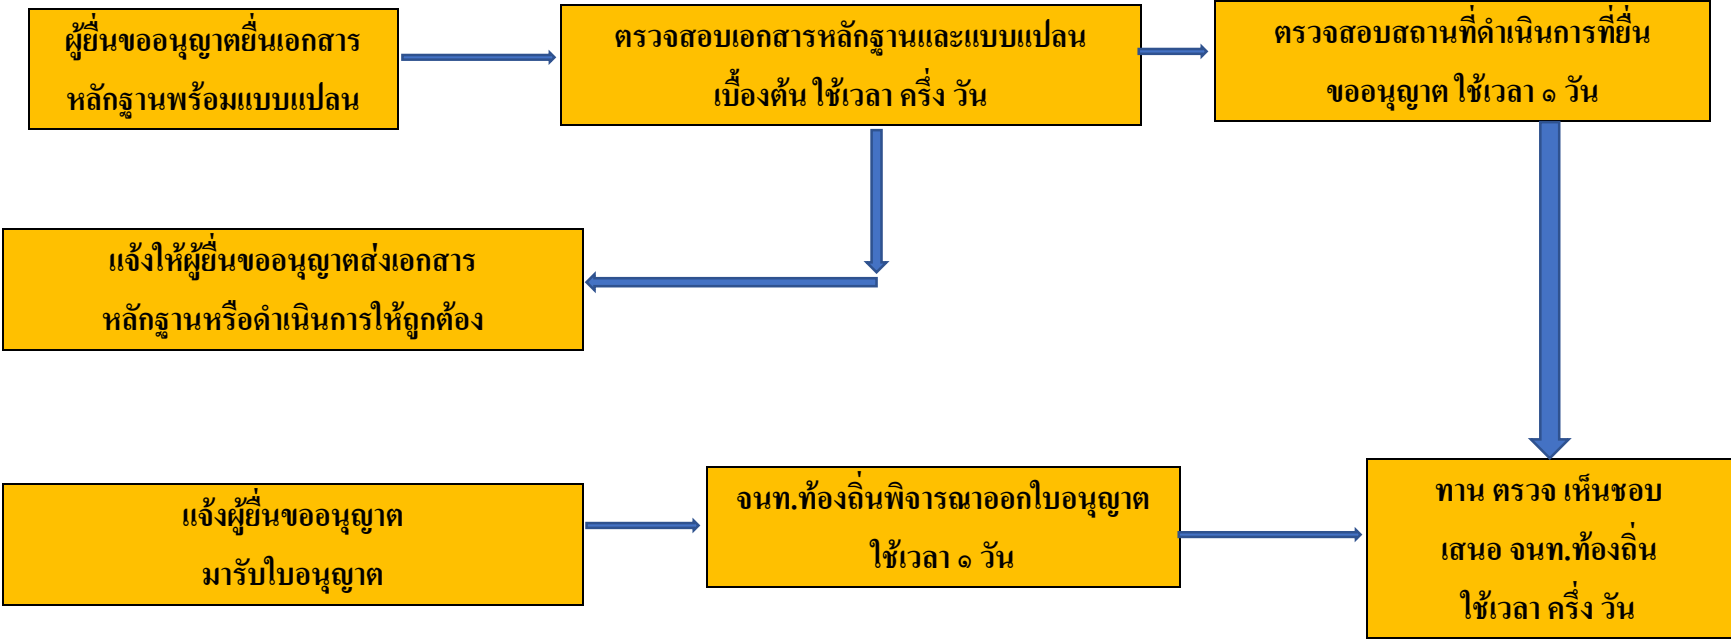 ผู้ยื่นขออนุญาตยื่นเอกสาร
หลักฐานพร้อมแบบแปลน
ตรวจสอบเอกสารหลักฐานและแบบแปลน
เบื้องต้น ใช้เวลา ครึ่ง วัน
ตรวจสอบสถานที่ดำเนินการที่ยื่น
ขออนุญาต ใช้เวลา ๑ วัน
แจ้งให้ผู้ยื่นขออนุญาตส่งเอกสาร
หลักฐานหรือดำเนินการให้ถูกต้อง
แจ้งผู้ยื่นขออนุญาต
มารับใบอนุญาต
จนท.ท้องถิ่นพิจารณาออกใบอนุญาต
ใช้เวลา ๑ วัน
ทาน ตรวจ เห็นชอบ
เสนอ จนท.ท้องถิ่น
ใช้เวลา ครึ่ง วัน